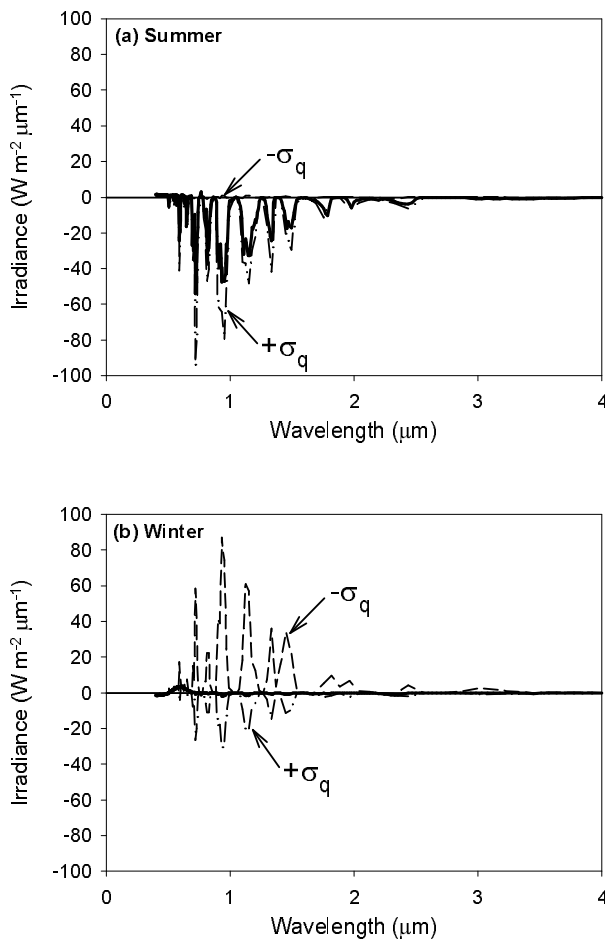 (a) Summer
100
80
60
40
20
0
-20
-40
-60
-80
-100
Irradiance (W m⁻² μm⁻¹)
-σq
+σq
0 1 2 3 4
Wavelength (μm)
(b) Winter
100
80
60
40
20
0
-20
-40
-60
-80
-100
Irradiance (W m⁻² μm⁻¹)
-σq
+σq
0 1 2 3 4
Wavelength (μm)